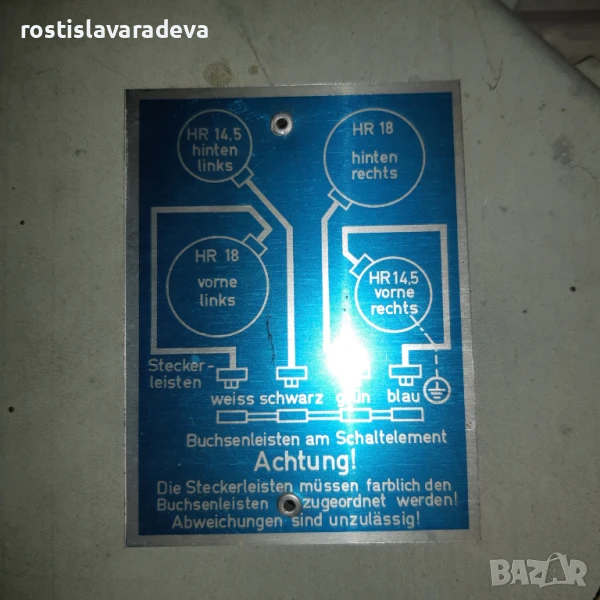 rostislavaradeva
HR 14,5
hinten
links
HR 18
hinten
rechts
HR 18
vorne
links
HR 14,5
vorne
rechts
Stecker-
leisten
weiss schwarz grün blau
Buchsenleisten am Schaltelement
Achtung!
Die Steckerleisten müssen farblich den
Buchsenleisten zugeordnet werden!
Abweichungen sind unzulässig!
BAZAR